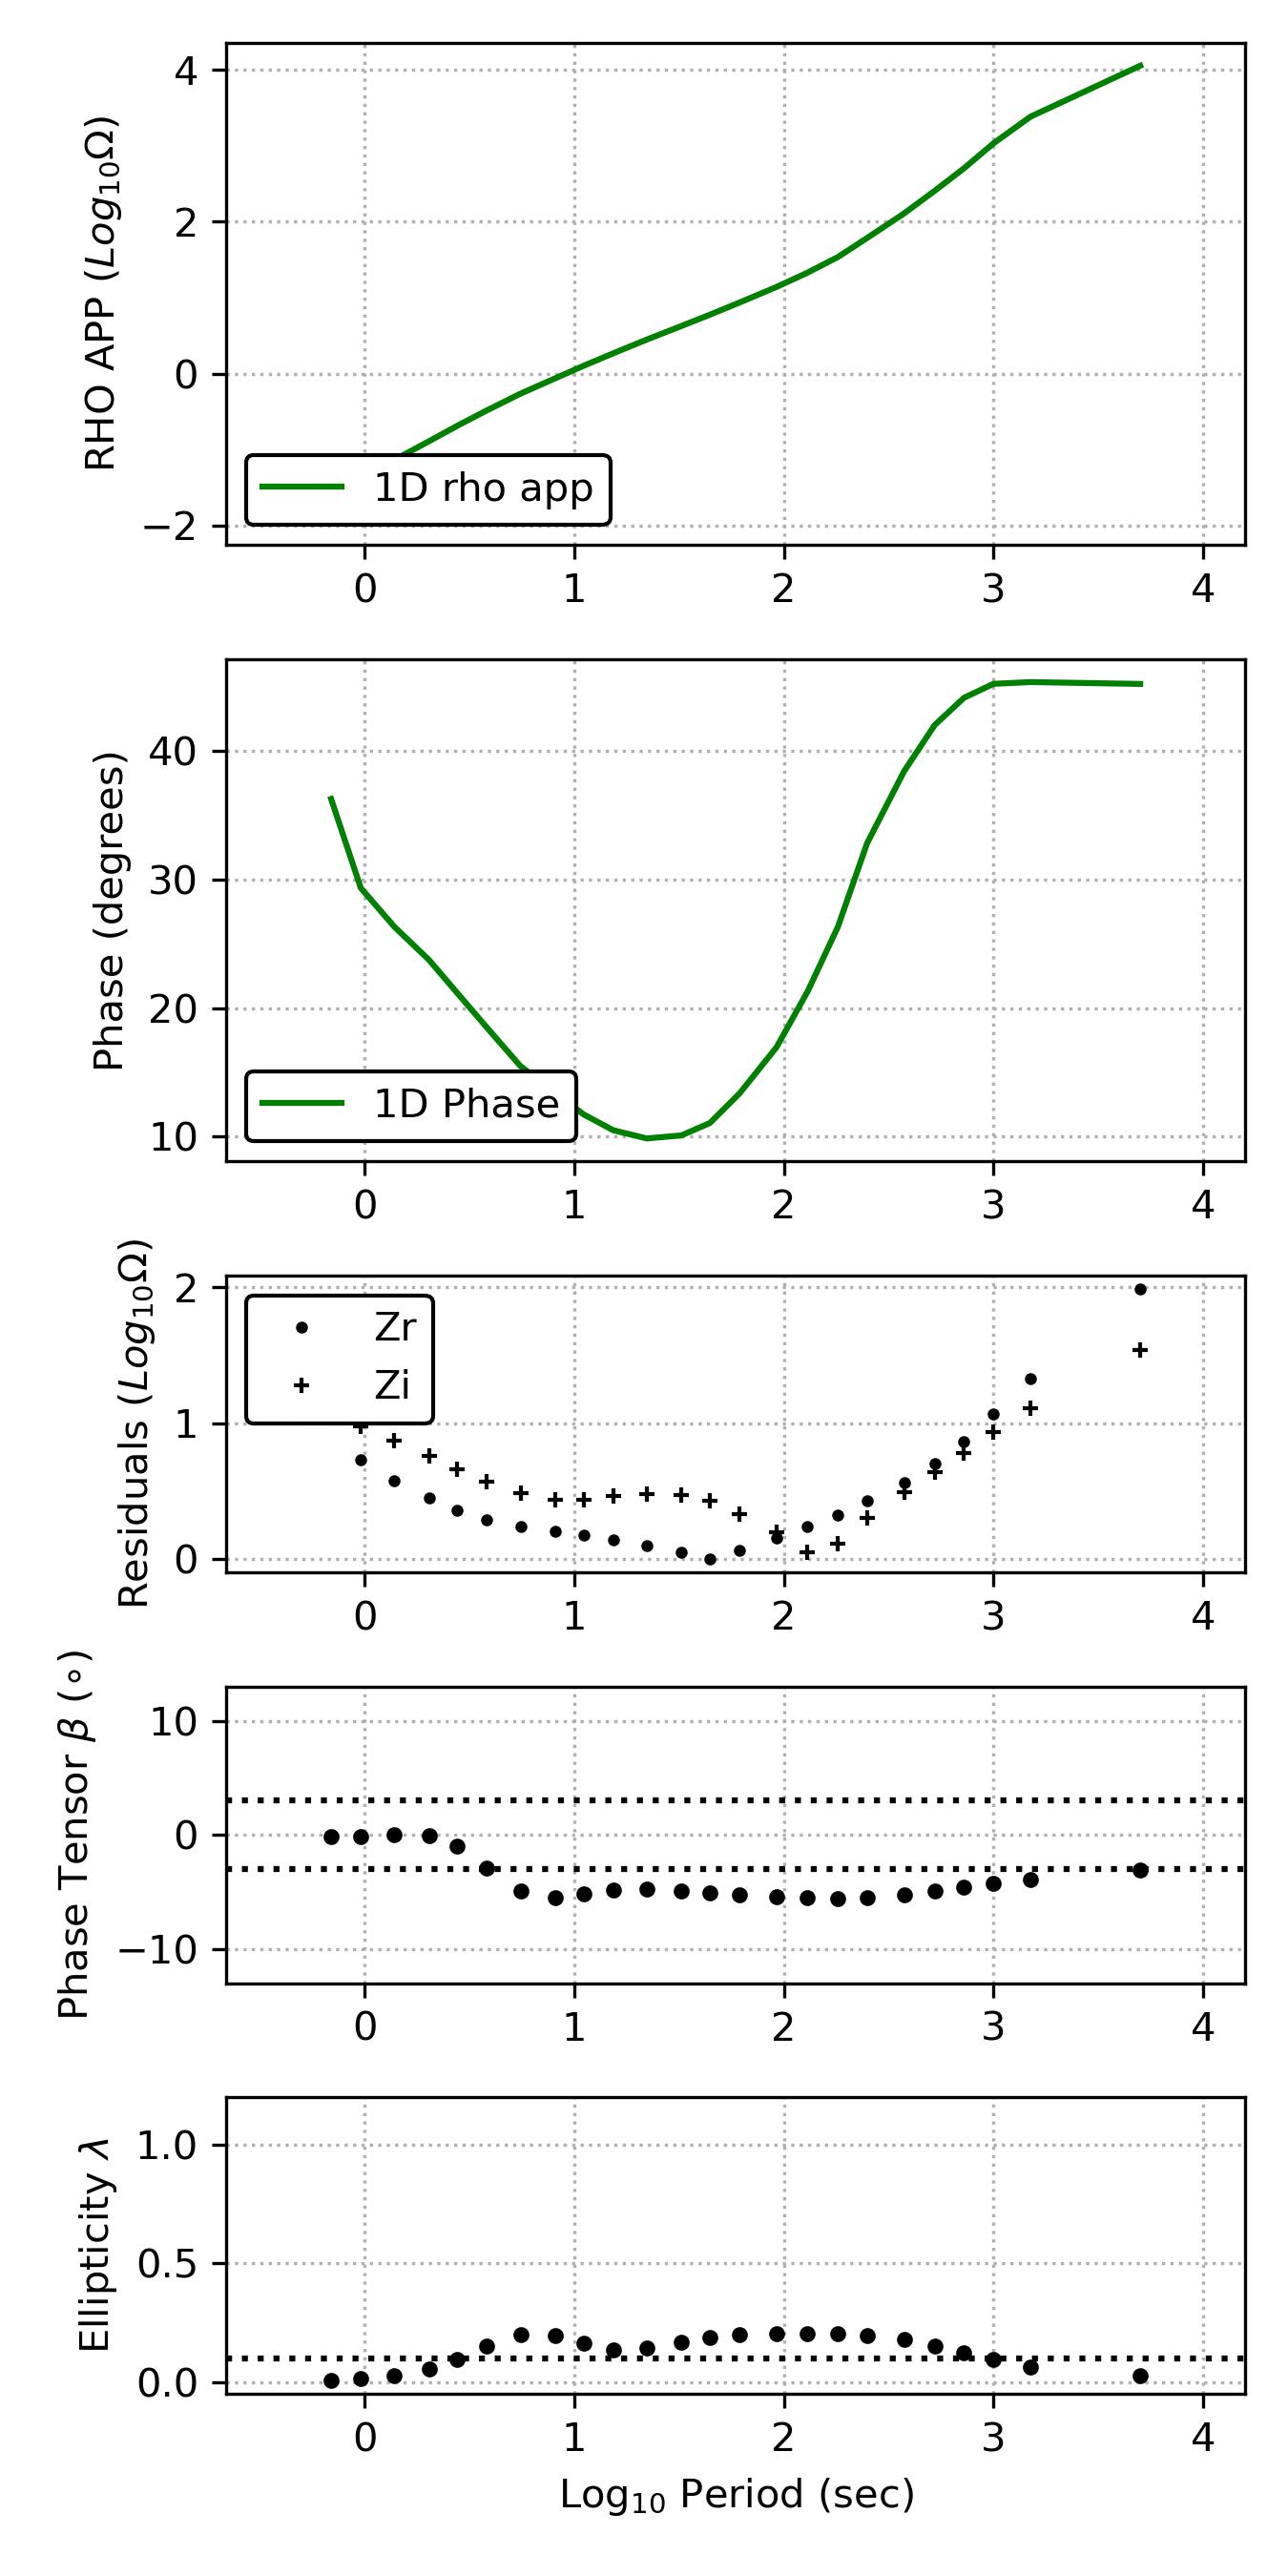 RHO APP (Log₁₀Ω)
4
2
0
−2
1D rho app
0 1 2 3 4
Phase (degrees)
40
30
20
10
1D Phase
0 1 2 3 4
Residuals (Log₁₀Ω)
2
1
0
Zr
Zi
0 1 2 3 4
Phase Tensor β (∘)
10
0
−10
0 1 2 3 4
Ellipticity λ
1.0
0.5
0.0
0 1 2 3 4
Log₁₀ Period (sec)